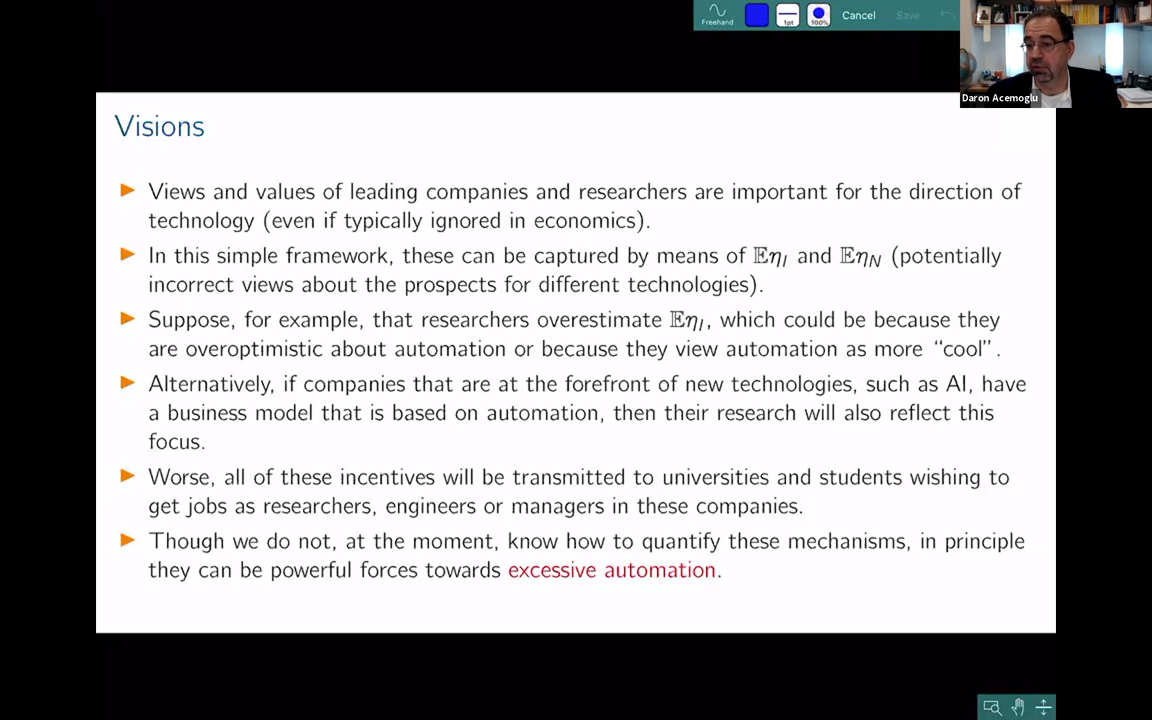 Freehand
1pt
100%
Cancel
Save
Daron Acemoglu
Visions
▶ Views and values of leading companies and researchers are important for the direction of
technology (even if typically ignored in economics).
▶ In this simple framework, these can be captured by means of 𝔼η_I and 𝔼η_N (potentially
incorrect views about the prospects for different technologies).
▶ Suppose, for example, that researchers overestimate 𝔼η_I, which could be because they
are overoptimistic about automation or because they view automation as more “cool”.
▶ Alternatively, if companies that are at the forefront of new technologies, such as AI, have
a business model that is based on automation, then their research will also reflect this
focus.
▶ Worse, all of these incentives will be transmitted to universities and students wishing to
get jobs as researchers, engineers or managers in these companies.
▶ Though we do not, at the moment, know how to quantify these mechanisms, in principle
they can be powerful forces towards excessive automation.